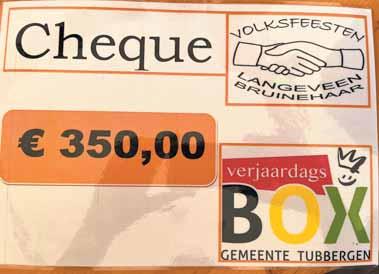 Cheque
VOLKSFEESTEN
LANGEVEEN
BRUINEHAAR
€ 350,00
verjaardags
BOX
GEMEENTE TUBBERGEN